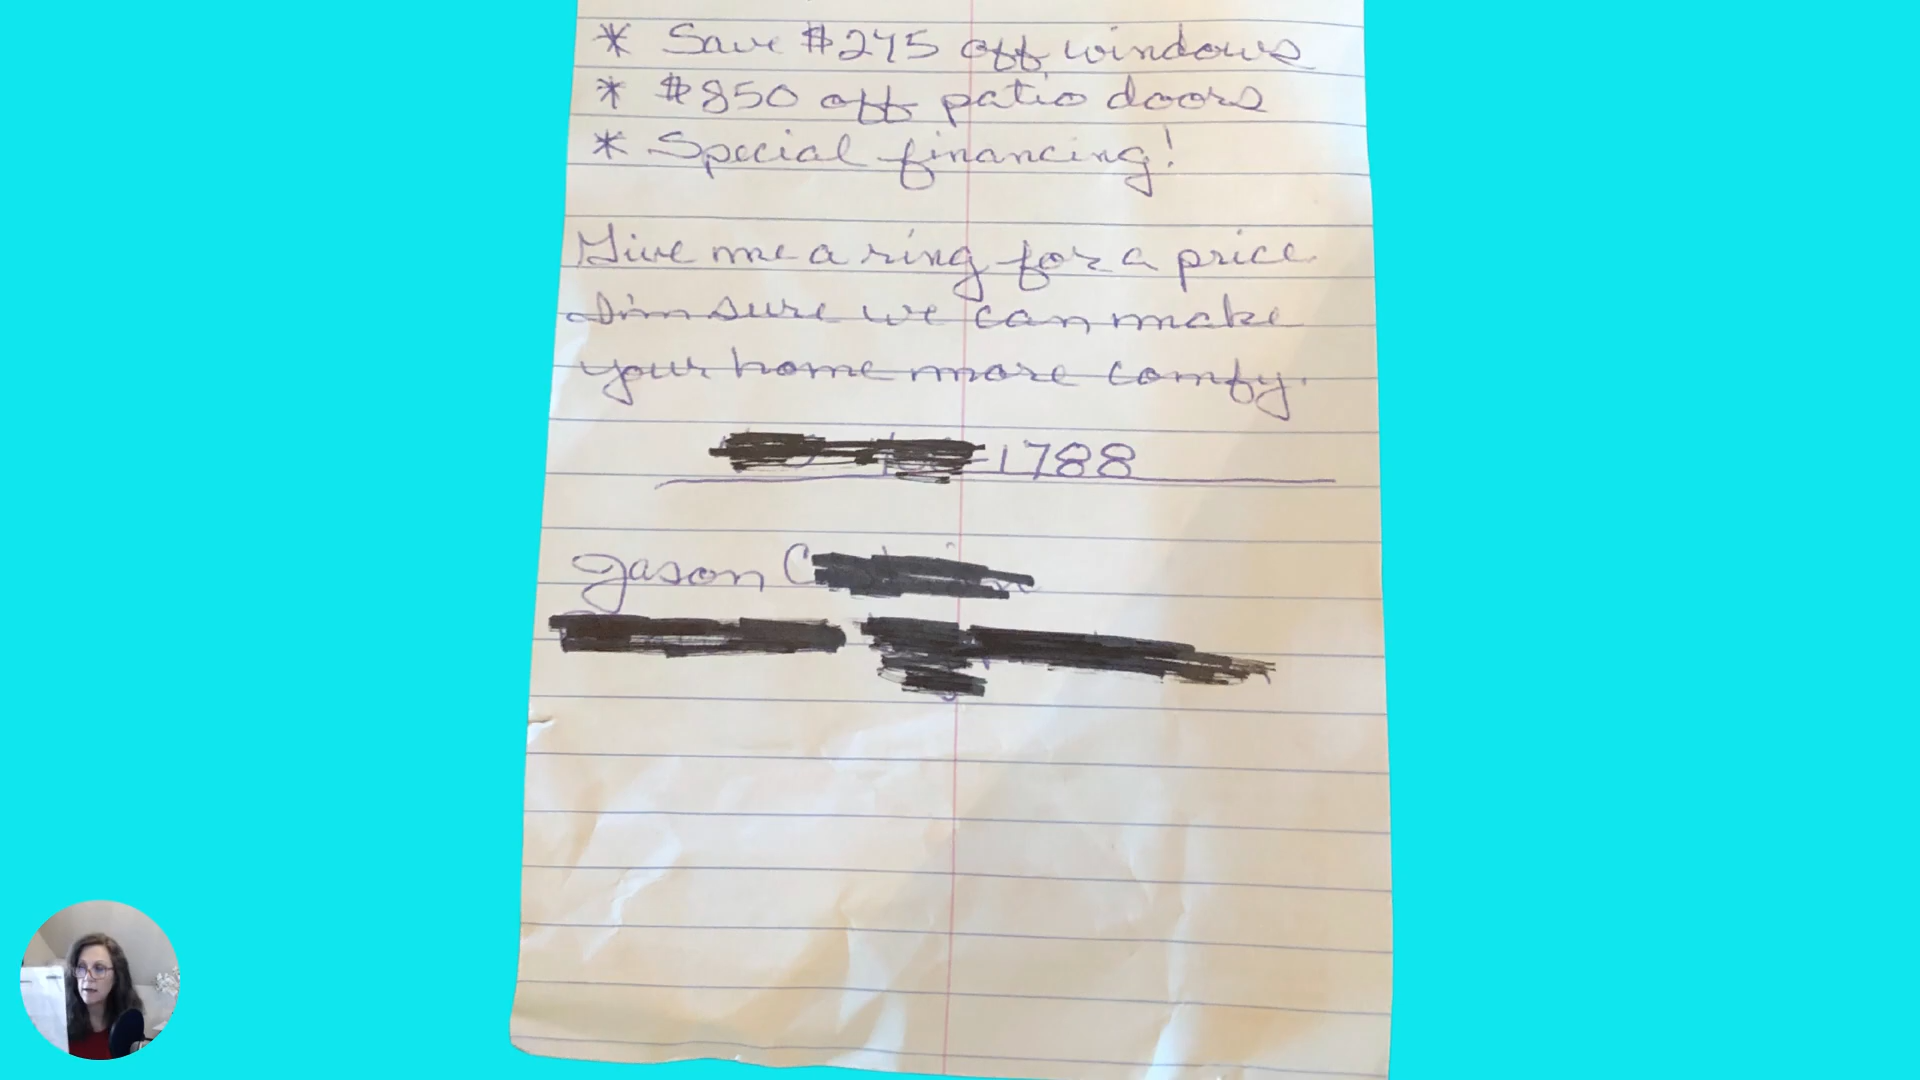 * Save $275 off windows
* $850 off patio doors
* Special financing!
Give me a ring for a price.
I'm sure we can make
your home more comfy.
-1788
Jason C